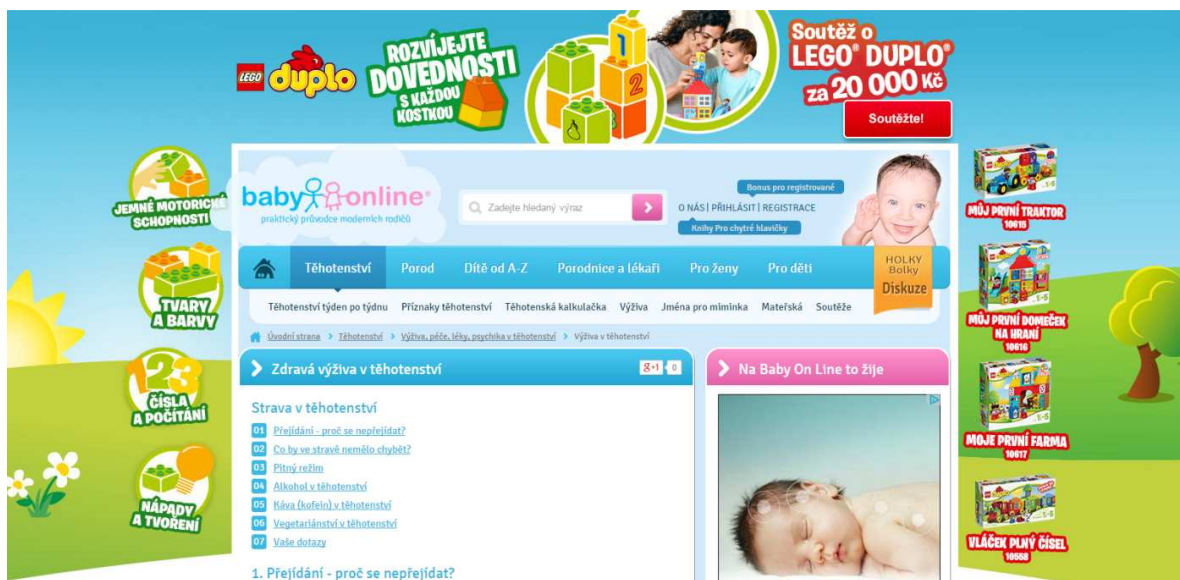 LEGO duplo
ROZVÍJEJTE
DOVEDNOSTI
S KAŽDOU
KOSTKOU
1
2
3
Soutěž o
LEGO® DUPLO®
za 20 000 Kč
Soutěžte!
JEMNÉ MOTORICKÉ
SCHOPNOSTI
TVARY
A BARVY
123
ČÍSLA
A POČÍTÁNÍ
NÁPADY
A TVOŘENÍ
baby online®
praktický průvodce moderních rodičů
Zadejte hledaný výraz
Bonus pro registrované
O NÁS | PŘIHLÁSIT | REGISTRACE
Knihy Pro chytré hlavičky
Těhotenství Porod Dítě od A-Z Porodnice a lékaři Pro ženy Pro děti
HOLKY
Bolky
Diskuze
Těhotenství týden po týdnu Příznaky těhotenství Těhotenská kalkulačka Výživa Jména pro miminka Mateřská Soutěže
Úvodní strana > Těhotenství > Výživa, péče, léky, psychika v těhotenství > Výživa v těhotenství
Zdravá výživa v těhotenství
g+1 0
Strava v těhotenství
01 Přejídání - proč se nepřejídat?
02 Co by ve stravě nemělo chybět?
03 Pitný režim
04 Alkohol v těhotenství
05 Káva (kofein) v těhotenství
06 Vegetariánství v těhotenství
07 Vaše dotazy
1. Přejídání - proč se nepřejídat?
Na Baby On Line to žije
MŮJ PRVNÍ TRAKTOR
10615
MŮJ PRVNÍ DOMEČEK
NA HRANÍ
10616
MOJE PRVNÍ FARMA
10617
VLÁČEK PLNÝ ČÍSEL
10558